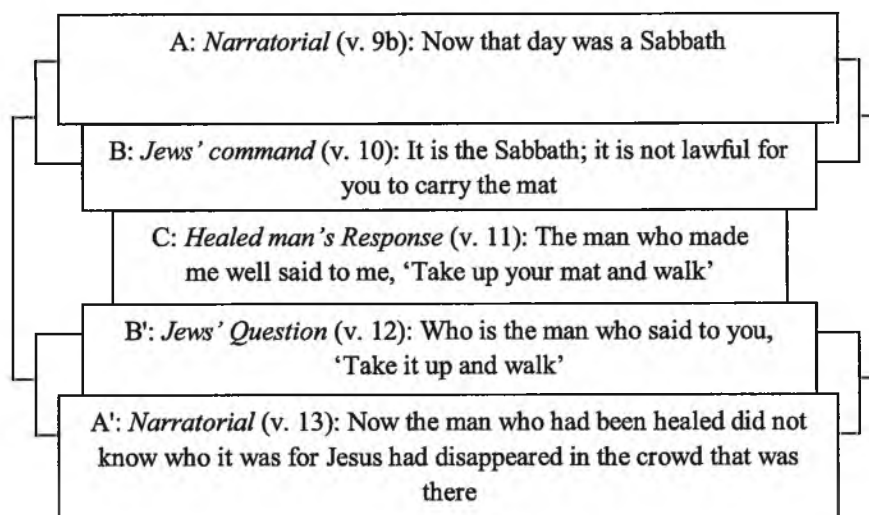 A: Narratorial (v. 9b): Now that day was a Sabbath
B: Jews' command (v. 10): It is the Sabbath; it is not lawful for
you to carry the mat
C: Healed man's Response (v. 11): The man who made
me well said to me, 'Take up your mat and walk'
B': Jews' Question (v. 12): Who is the man who said to you,
'Take it up and walk'
A': Narratorial (v. 13): Now the man who had been healed did not
know who it was for Jesus had disappeared in the crowd that was
there